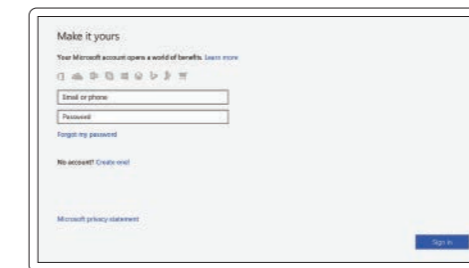 Make it yours
Your Microsoft account opens a world of benefits. Learn more
Email or phone
Password
Forgot my password
No account? Create one!
Microsoft privacy statement
Sign in